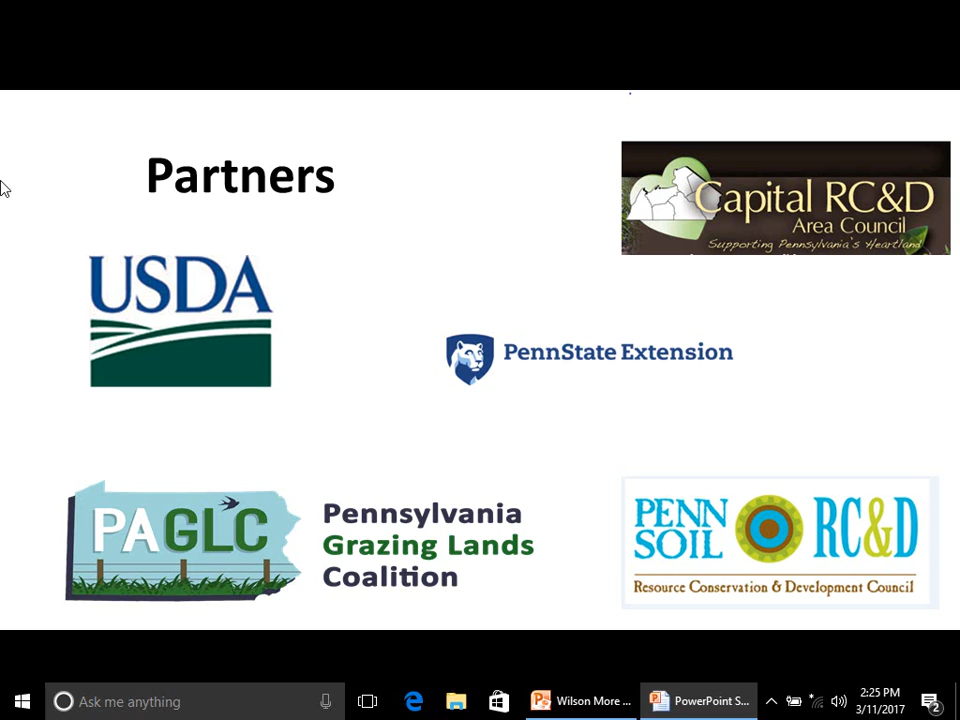 Partners
Capital RC&D
Area Council
Supporting Pennsylvania's Heartland
USDA
PennState Extension
PAGLC
Pennsylvania
Grazing Lands
Coalition
PENN
SOIL
RC&D
Resource Conservation & Development Council
Ask me anything
Wilson More ...
PowerPoint S...
2:25 PM
3/11/2017
2